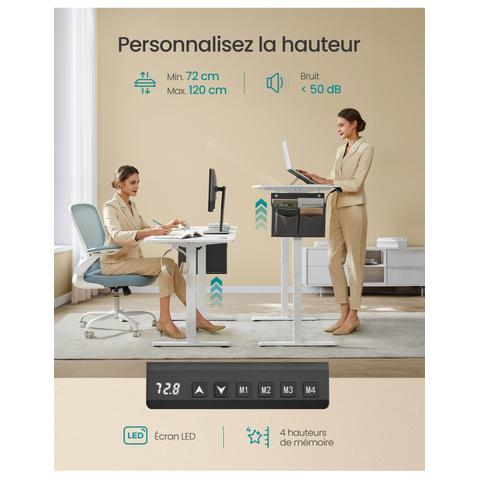 Personnalisez la hauteur
Min. 72 cm
Max. 120 cm
Bruit
< 50 dB
72.8 M1 M2 M3 M4
LED Écran LED
4 hauteurs
de mémoire